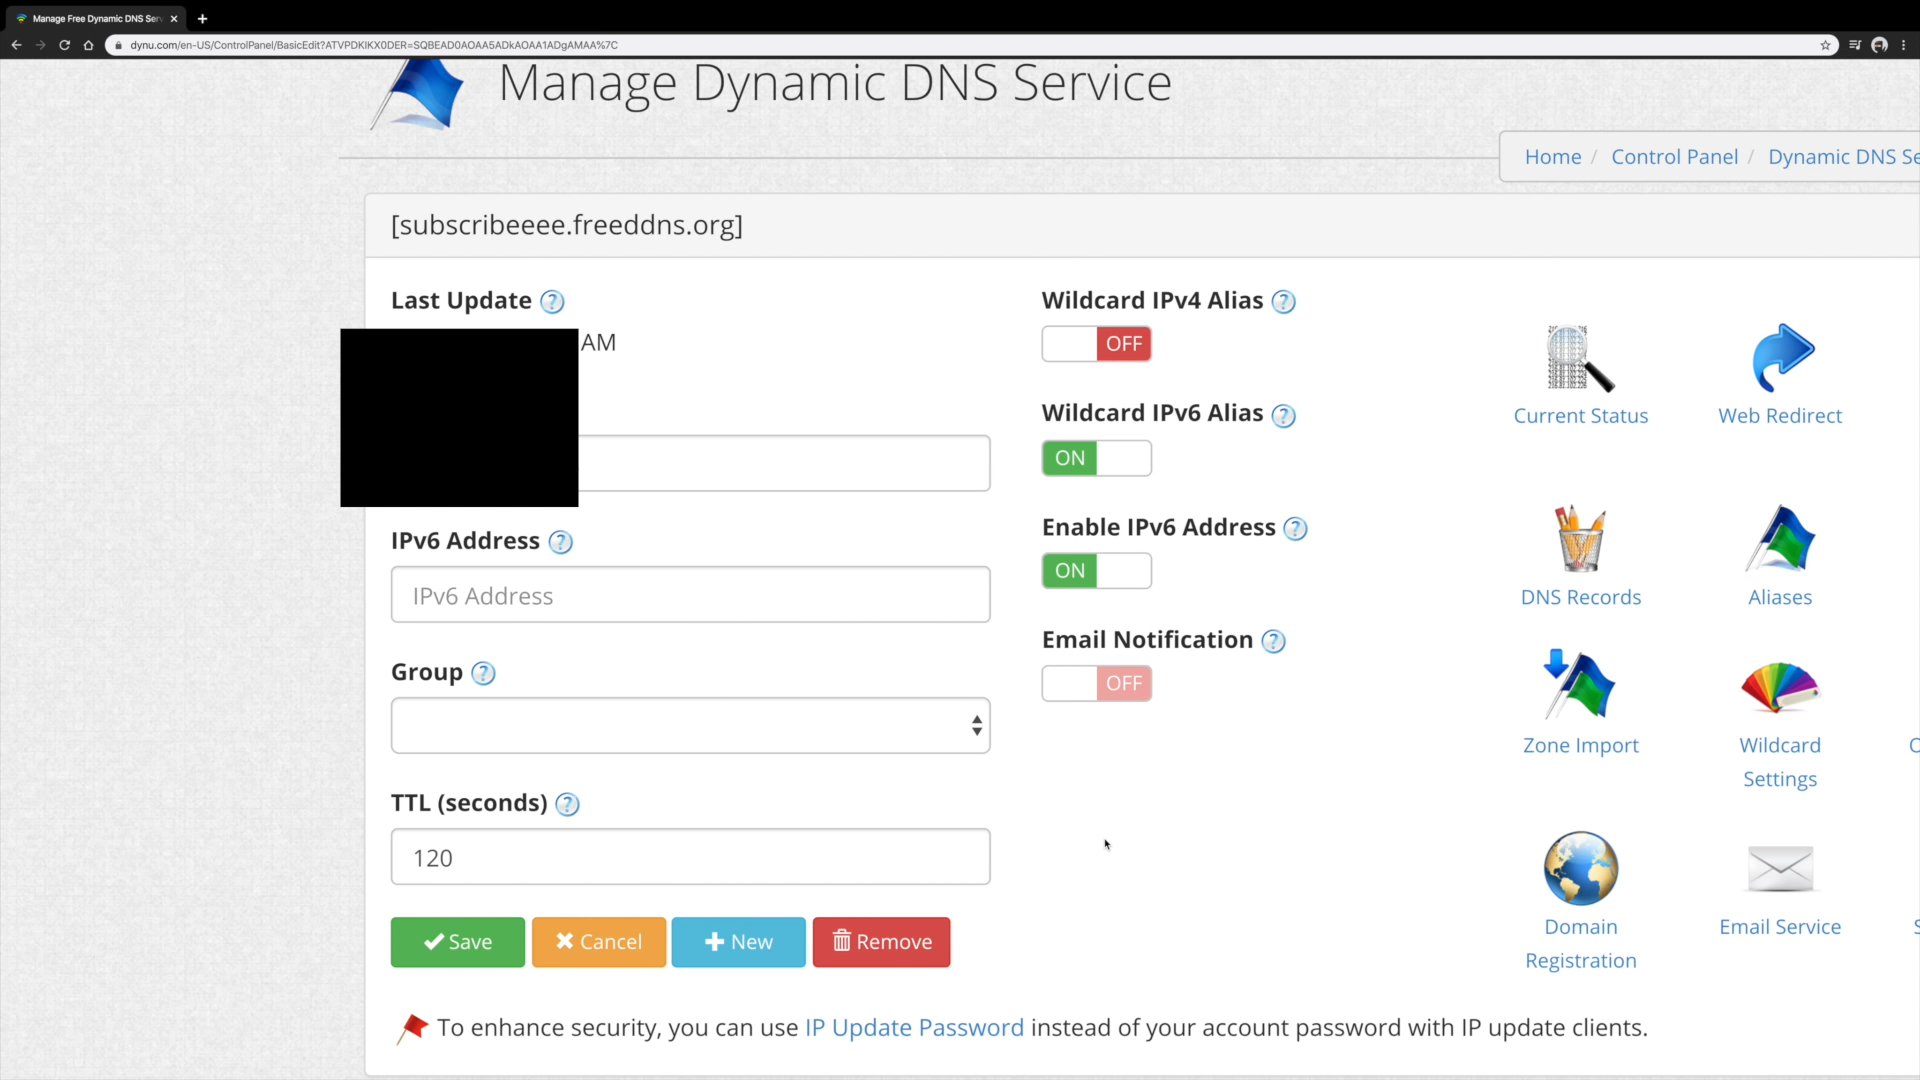 Manage Free Dynamic DNS Ser
dynu.com/en-US/ControlPanel/BasicEdit?ATVPDKIKX0DER=SQBEAD0AOAA5ADkAOAA1ADgAMAA%7C
Manage Dynamic DNS Service
Home / Control Panel / Dynamic DNS Se
[subscribeeee.freeddns.org]
Last Update
AM
IPv6 Address
IPv6 Address
Group
TTL (seconds)
120
Wildcard IPv4 Alias
OFF
Wildcard IPv6 Alias
ON
Enable IPv6 Address
ON
Email Notification
OFF
Current Status
Web Redirect
DNS Records
Aliases
Zone Import
Wildcard
Settings
Domain
Registration
Email Service
Save
Cancel
New
Remove
To enhance security, you can use IP Update Password instead of your account password with IP update clients.